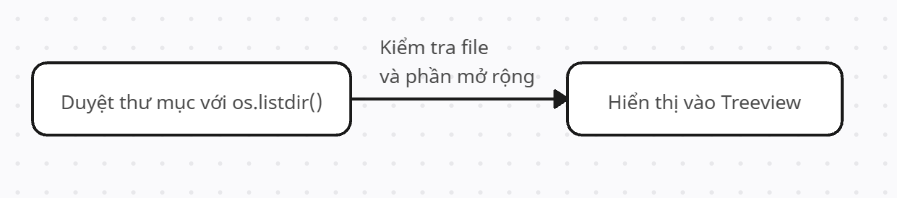 Kiểm tra file
và phần mở rộng
Duyệt thư mục với os.listdir()
Hiển thị vào Treeview